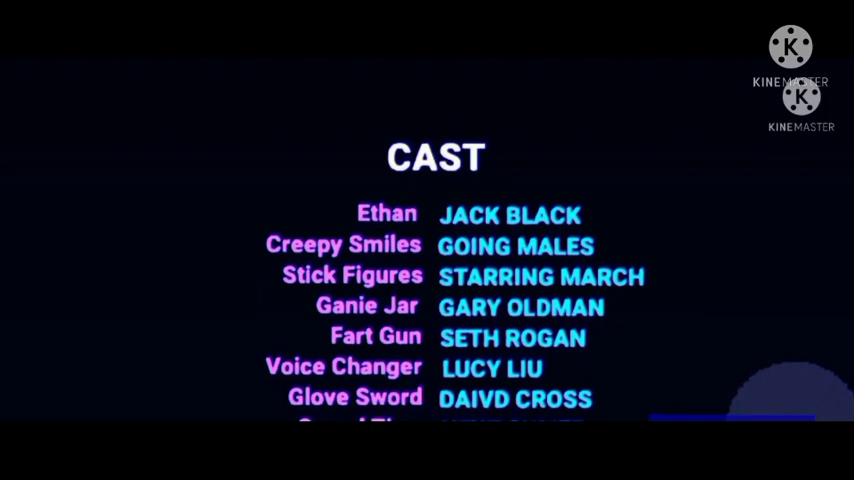 K
KINEMASTER
K
KINEMASTER
CAST
Ethan JACK BLACK
Creepy Smiles GOING MALES
Stick Figures STARRING MARCH
Ganie Jar GARY OLDMAN
Fart Gun SETH ROGAN
Voice Changer LUCY LIU
Glove Sword DAIVD CROSS